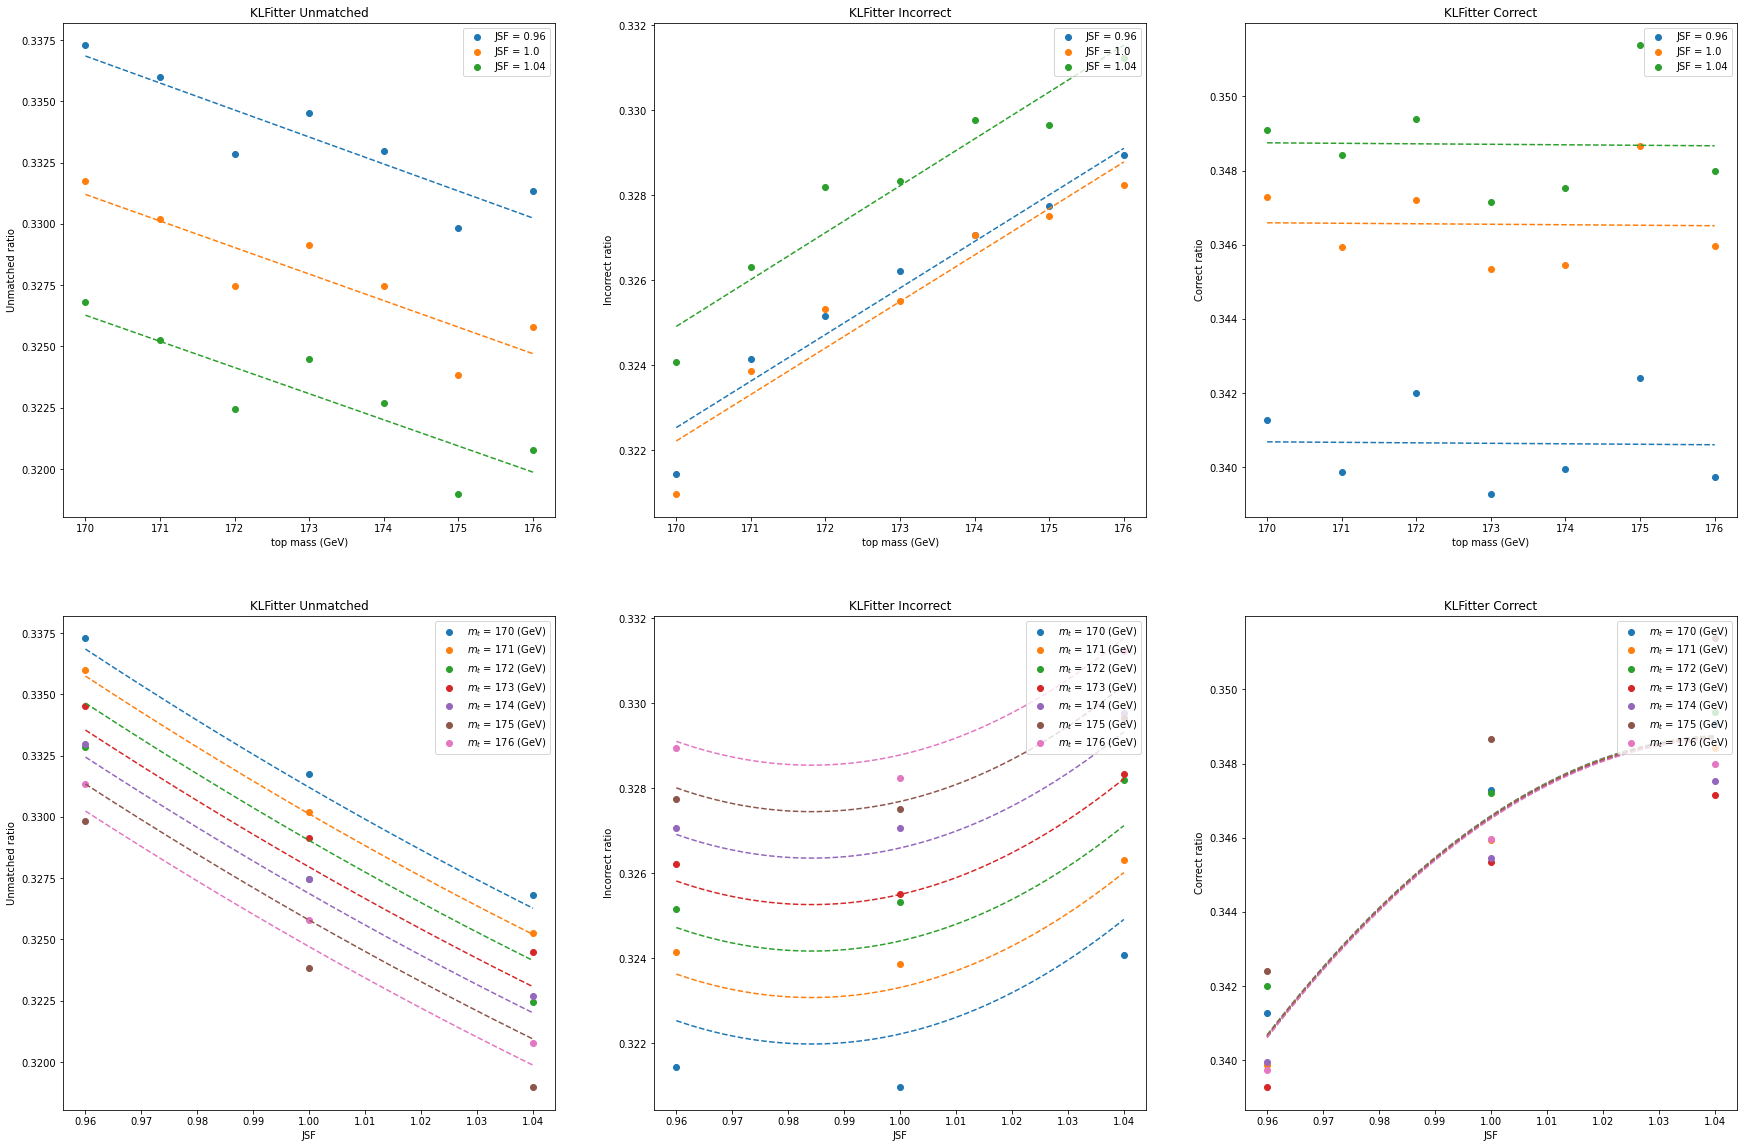 KLFitter Unmatched
JSF = 0.96
JSF = 1.0
JSF = 1.04
0.3375
0.3350
0.3325
0.3300
0.3275
0.3250
0.3225
0.3200
Unmatched ratio
170 171 172 173 174 175 176
top mass (GeV)
KLFitter Incorrect
JSF = 0.96
JSF = 1.0
JSF = 1.04
0.332
0.330
0.328
0.326
0.324
0.322
Incorrect ratio
170 171 172 173 174 175 176
top mass (GeV)
KLFitter Correct
JSF = 0.96
JSF = 1.0
JSF = 1.04
0.350
0.348
0.346
0.344
0.342
0.340
Correct ratio
170 171 172 173 174 175 176
top mass (GeV)
KLFitter Unmatched
m_t = 170 (GeV)
m_t = 171 (GeV)
m_t = 172 (GeV)
m_t = 173 (GeV)
m_t = 174 (GeV)
m_t = 175 (GeV)
m_t = 176 (GeV)
0.3375
0.3350
0.3325
0.3300
0.3275
0.3250
0.3225
0.3200
Unmatched ratio
0.96 0.97 0.98 0.99 1.00 1.01 1.02 1.03 1.04
JSF
KLFitter Incorrect
m_t = 170 (GeV)
m_t = 171 (GeV)
m_t = 172 (GeV)
m_t = 173 (GeV)
m_t = 174 (GeV)
m_t = 175 (GeV)
m_t = 176 (GeV)
0.332
0.330
0.328
0.326
0.324
0.322
Incorrect ratio
0.96 0.97 0.98 0.99 1.00 1.01 1.02 1.03 1.04
JSF
KLFitter Correct
m_t = 170 (GeV)
m_t = 171 (GeV)
m_t = 172 (GeV)
m_t = 173 (GeV)
m_t = 174 (GeV)
m_t = 175 (GeV)
m_t = 176 (GeV)
0.350
0.348
0.346
0.344
0.342
0.340
Correct ratio
0.96 0.97 0.98 0.99 1.00 1.01 1.02 1.03 1.04
JSF